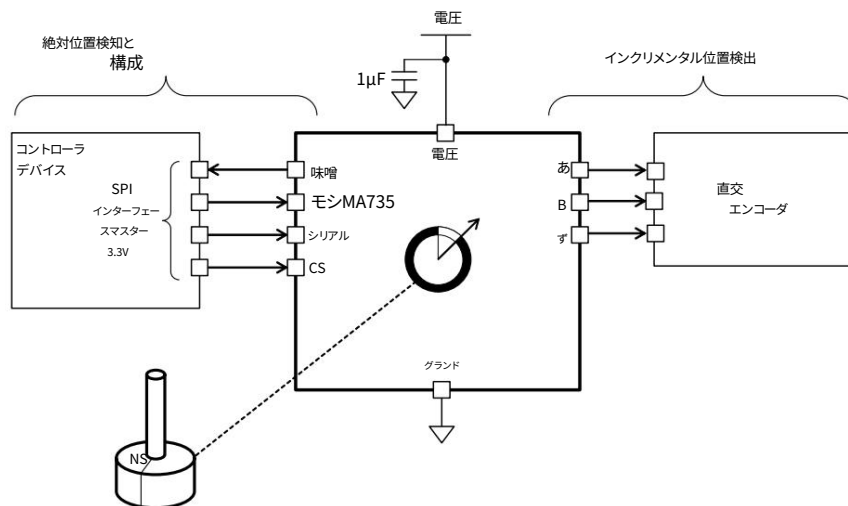 電圧
絶対位置検知と
構成
インクリメンタル位置検出
1μF
コントローラ
デバイス
SPI
インターフェー
スマスター
3.3V
電圧
味噌
モシMA735
シリアル
CS
あ
B
ず
直交
エンコーダ
グランド
NS